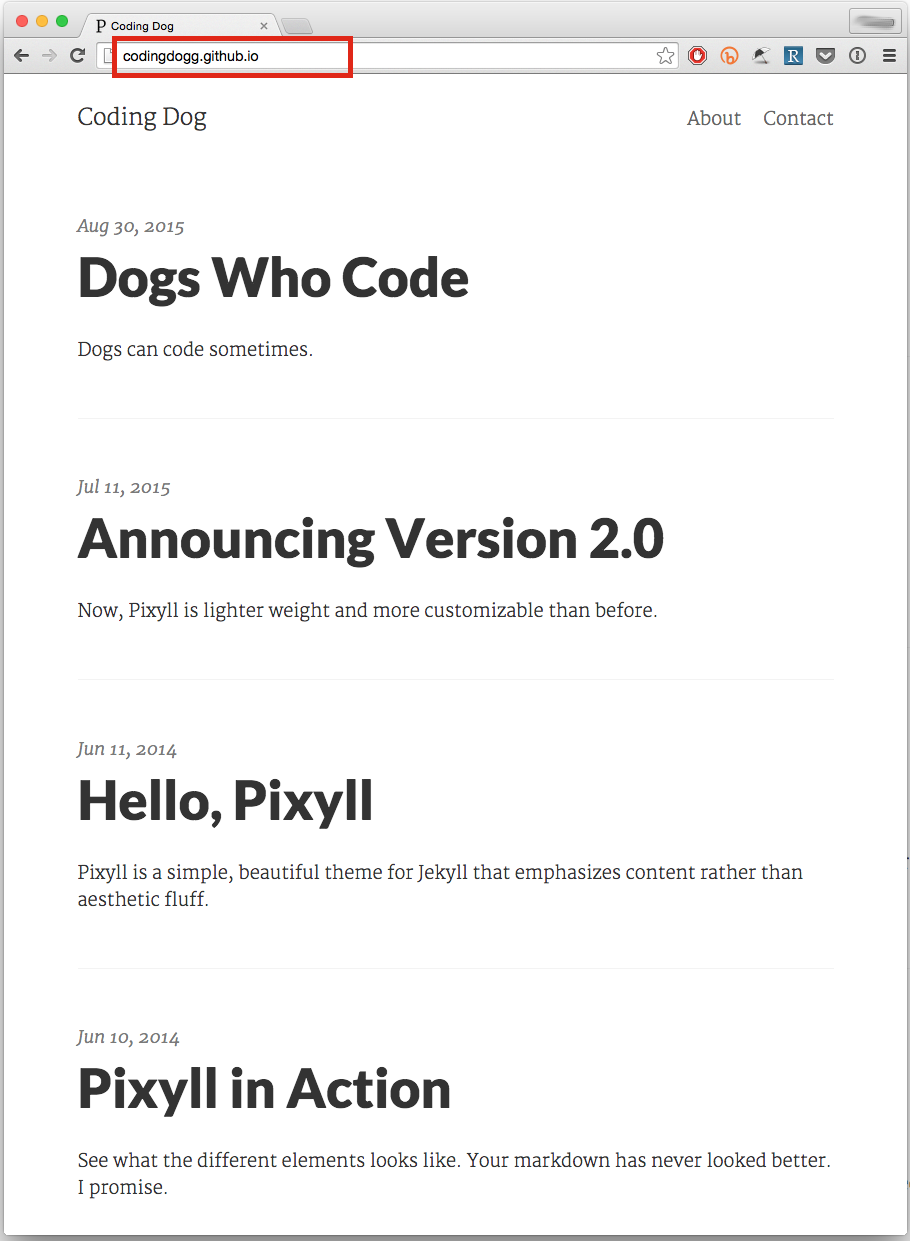 P Coding Dog
codingdogg.github.io
R
Coding Dog
About Contact
Aug 30, 2015
Dogs Who Code
Dogs can code sometimes.
Jul 11, 2015
Announcing Version 2.0
Now, Pixyll is lighter weight and more customizable than before.
Jun 11, 2014
Hello, Pixyll
Pixyll is a simple, beautiful theme for Jekyll that emphasizes content rather than
aesthetic fluff.
Jun 10, 2014
Pixyll in Action
See what the different elements looks like. Your markdown has never looked better.
I promise.